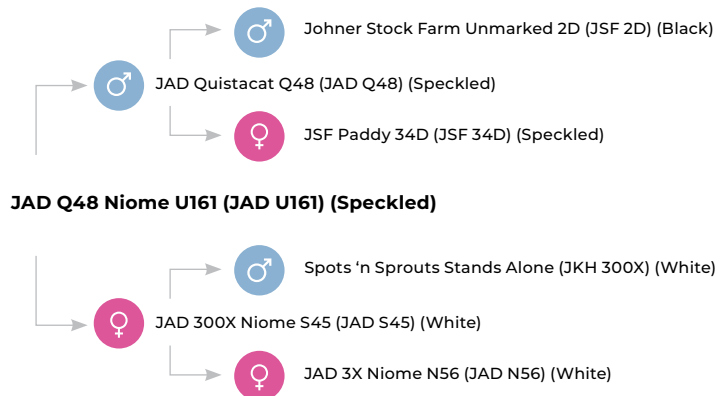 Johner Stock Farm Unmarked 2D (JSF 2D) (Black)
JAD Quistacat Q48 (JAD Q48) (Speckled)
JSF Paddy 34D (JSF 34D) (Speckled)
JAD Q48 Niome U161 (JAD U161) (Speckled)
Spots ‘n Sprouts Stands Alone (JKH 300X) (White)
JAD 300X Niome S45 (JAD S45) (White)
JAD 3X Niome N56 (JAD N56) (White)